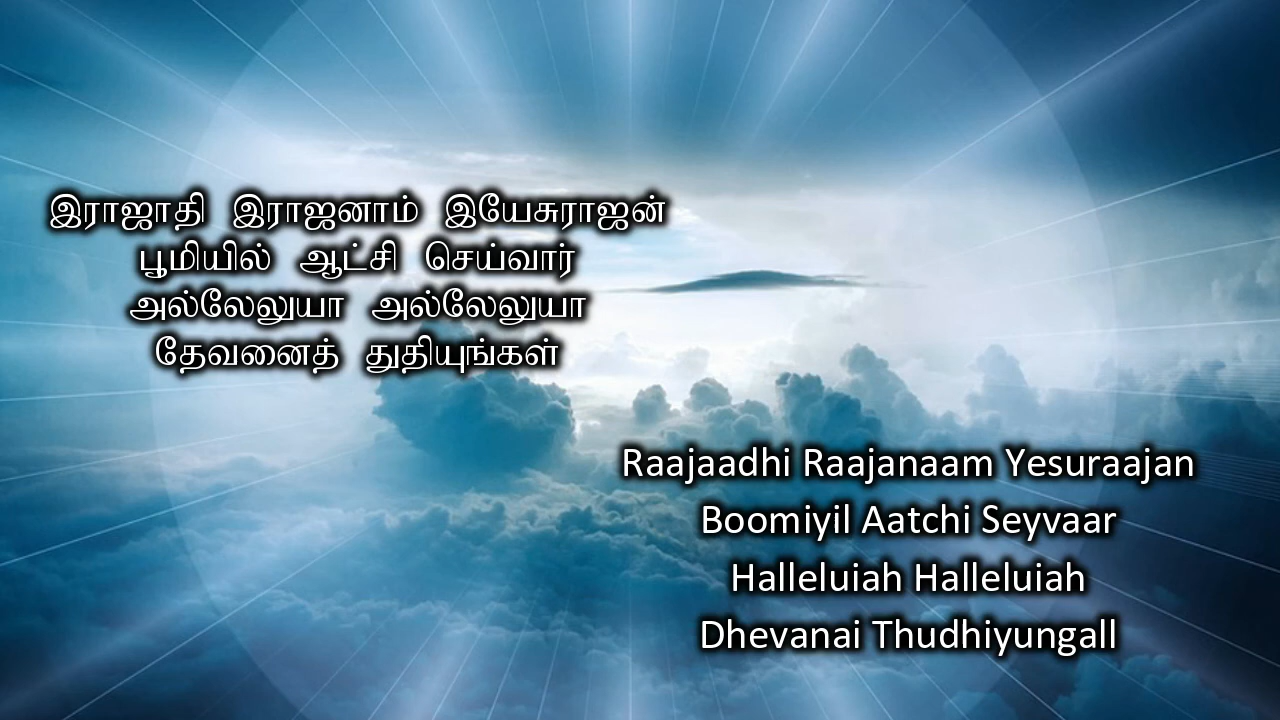 இராஜாதி இராஜனாம் இயேசுராஜன்
பூமியில் ஆட்சி செய்வார்
அல்லேலுயா அல்லேலுயா
தேவனைத் துதியுங்கள்
Raajaadhi Raajanaam Yesuraajan
Boomiyil Aatchi Seyvaar
Halleluiah Halleluiah
Dhevanai Thudhiyungall